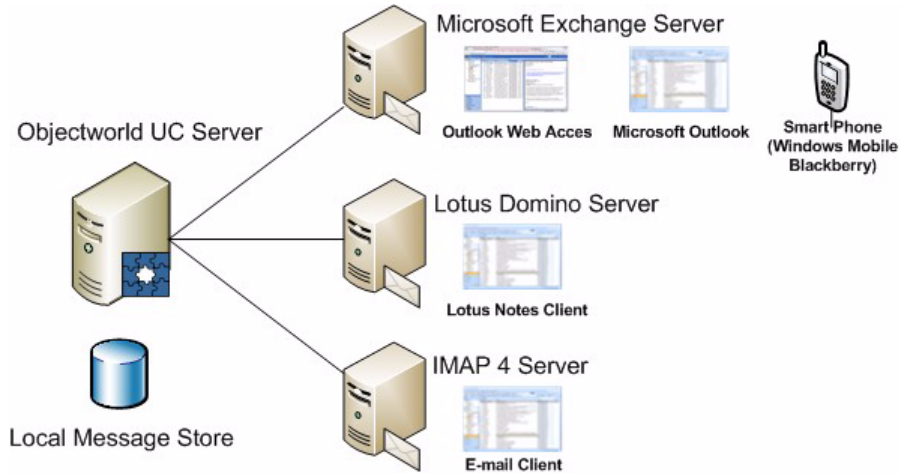 Microsoft Exchange Server
Outlook Web Acces
Microsoft Outlook
Smart Phone
(Windows Mobile
Blackberry)
Objectworld UC Server
Lotus Domino Server
Lotus Notes Client
IMAP 4 Server
E-mail Client
Local Message Store